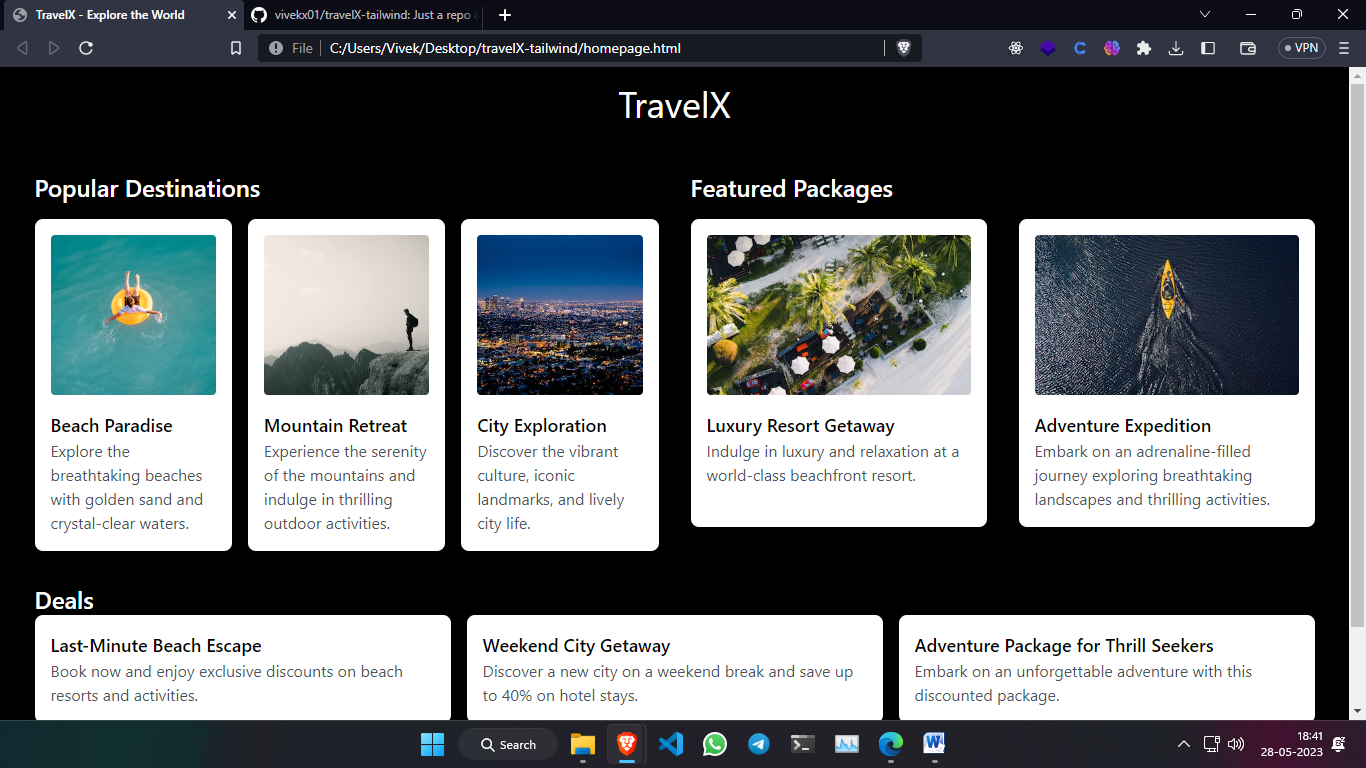 TravelX - Explore the World
vivekx01/travelX-tailwind: Just a repo
File
C:/Users/Vivek/Desktop/travelX-tailwind/homepage.html
VPN
TravelX
Popular Destinations
Featured Packages
Beach Paradise
Explore the
breathtaking beaches
with golden sand and
crystal-clear waters.
Mountain Retreat
Experience the serenity
of the mountains and
indulge in thrilling
outdoor activities.
City Exploration
Discover the vibrant
culture, iconic
landmarks, and lively
city life.
Luxury Resort Getaway
Indulge in luxury and relaxation at a
world-class beachfront resort.
Adventure Expedition
Embark on an adrenaline-filled
journey exploring breathtaking
landscapes and thrilling activities.
Deals
Last-Minute Beach Escape
Book now and enjoy exclusive discounts on beach
resorts and activities.
Weekend City Getaway
Discover a new city on a weekend break and save up
to 40% on hotel stays.
Adventure Package for Thrill Seekers
Embark on an unforgettable adventure with this
discounted package.
Search
18:41
28-05-2023